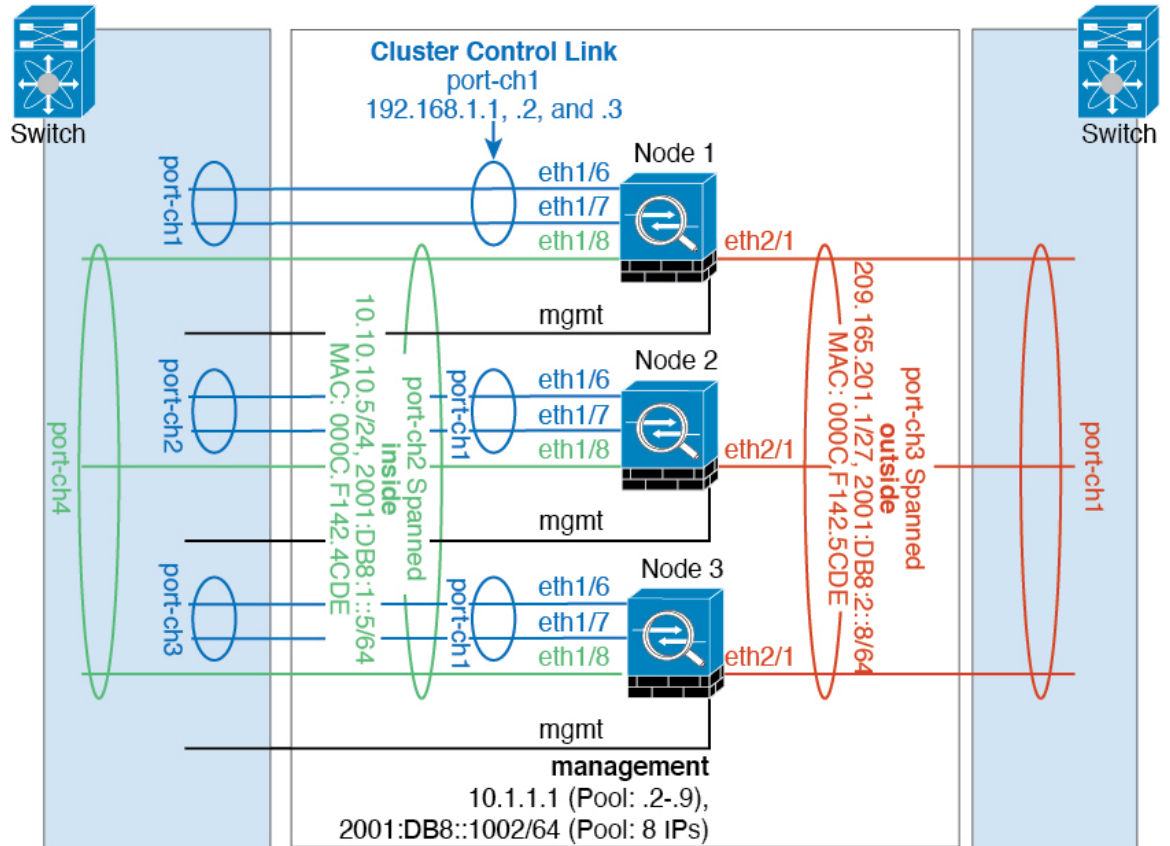 Switch
Switch
Cluster Control Link
port-ch1
192.168.1.1, .2, and .3
Node 1
port-ch1
eth1/6
eth1/7
eth1/8
eth2/1
mgmt
Node 2
port-ch2
port-ch1
eth1/6
eth1/7
eth1/8
eth2/1
mgmt
Node 3
port-ch3
port-ch1
eth1/6
eth1/7
eth1/8
eth2/1
mgmt
port-ch4
port-ch2 Spanned
inside
10.10.10.5/24, 2001:DB8:1::5/64
MAC: 000C.F142.4CDE
port-ch3 Spanned
outside
209.165.201.1/27, 2001:DB8:2::8/64
MAC: 000C.F142.5CDE
port-ch1
management
10.1.1.1 (Pool: .2-.9),
2001:DB8::1002/64 (Pool: 8 IPs)